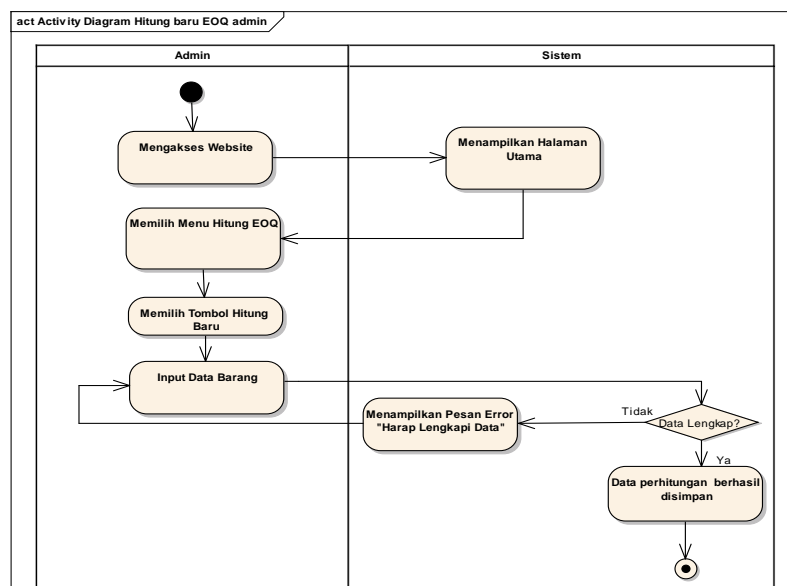 act Activity Diagram Hitung baru EOQ admin
Admin
Sistem
Mengakses Website
Menampilkan Halaman
Utama
Memilih Menu Hitung EOQ
Memilih Tombol Hitung
Baru
Input Data Barang
Menampilkan Pesan Error
"Harap Lengkapi Data"
Tidak
Data Lengkap?
Ya
Data perhitungan berhasil
disimpan